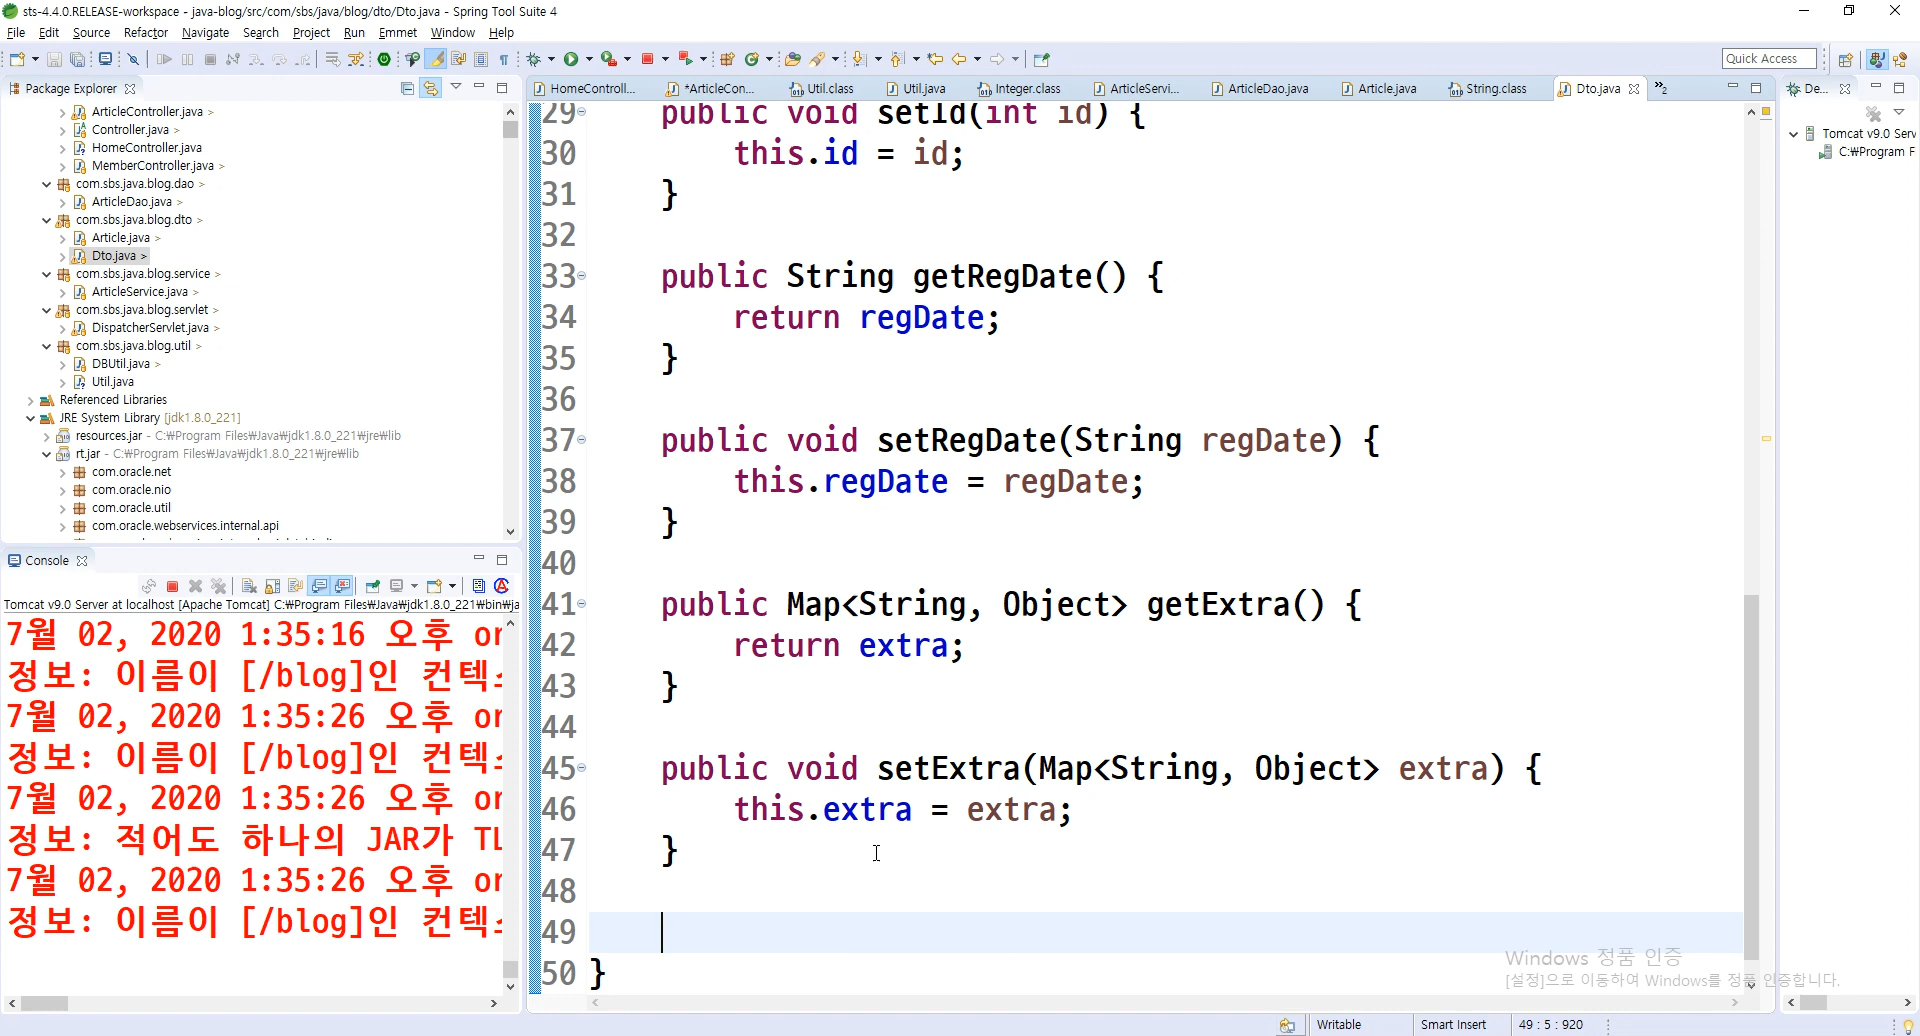 sts-4.4.0.RELEASE-workspace - java-blog/src/com/sbs/java/blog/dto/Dto.java - Spring Tool Suite 4
File Edit Source Refactor Navigate Search Project Run Emmet Window Help
Quick Access
Package Explorer
ArticleController.java >
Controller.java >
HomeController.java
MemberController.java >
com.sbs.java.blog.dao >
ArticleDao.java >
com.sbs.java.blog.dto >
Article.java >
Dto.java >
com.sbs.java.blog.service >
ArticleService.java >
com.sbs.java.blog.servlet >
DispatcherServlet.java >
com.sbs.java.blog.util >
DBUtil.java >
Util.java
Referenced Libraries
JRE System Library [jdk1.8.0_221]
resources.jar - C:₩Program Files₩Java₩jdk1.8.0_221₩jre₩lib
rt.jar - C:₩Program Files₩Java₩jdk1.8.0_221₩jre₩lib
com.oracle.net
com.oracle.nio
com.oracle.util
com.oracle.webservices.internal.api
Console
Tomcat v9.0 Server at localhost [Apache Tomcat] C:₩Program Files₩Java₩jdk1.8.0_221₩bin₩ja
7월 02, 2020 1:35:16 오후 or
정보: 이름이 [/blog]인 컨텍
7월 02, 2020 1:35:26 오후 or
정보: 이름이 [/blog]인 컨텍
7월 02, 2020 1:35:26 오후 or
정보: 적어도 하나의 JAR가 TL
7월 02, 2020 1:35:26 오후 or
정보: 이름이 [/blog]인 컨텍
HomeControll... *ArticleCon... Util.class Util.java Integer.class ArticleServi... ArticleDao.java Article.java String.class Dto.java »2
29 public void setId(int id) {
30 this.id = id;
31 }
32
33 public String getRegDate() {
34 return regDate;
35 }
36
37 public void setRegDate(String regDate) {
38 this.regDate = regDate;
39 }
40
41 public Map<String, Object> getExtra() {
42 return extra;
43 }
44
45 public void setExtra(Map<String, Object> extra) {
46 this.extra = extra;
47 }
48
49
50 }
De...
Tomcat v9.0 Serv
C:₩Program F
Windows 정품 인증
[설정]으로 이동하여 Windows를 정품 인증합니다.
Writable Smart Insert 49 : 5 : 920